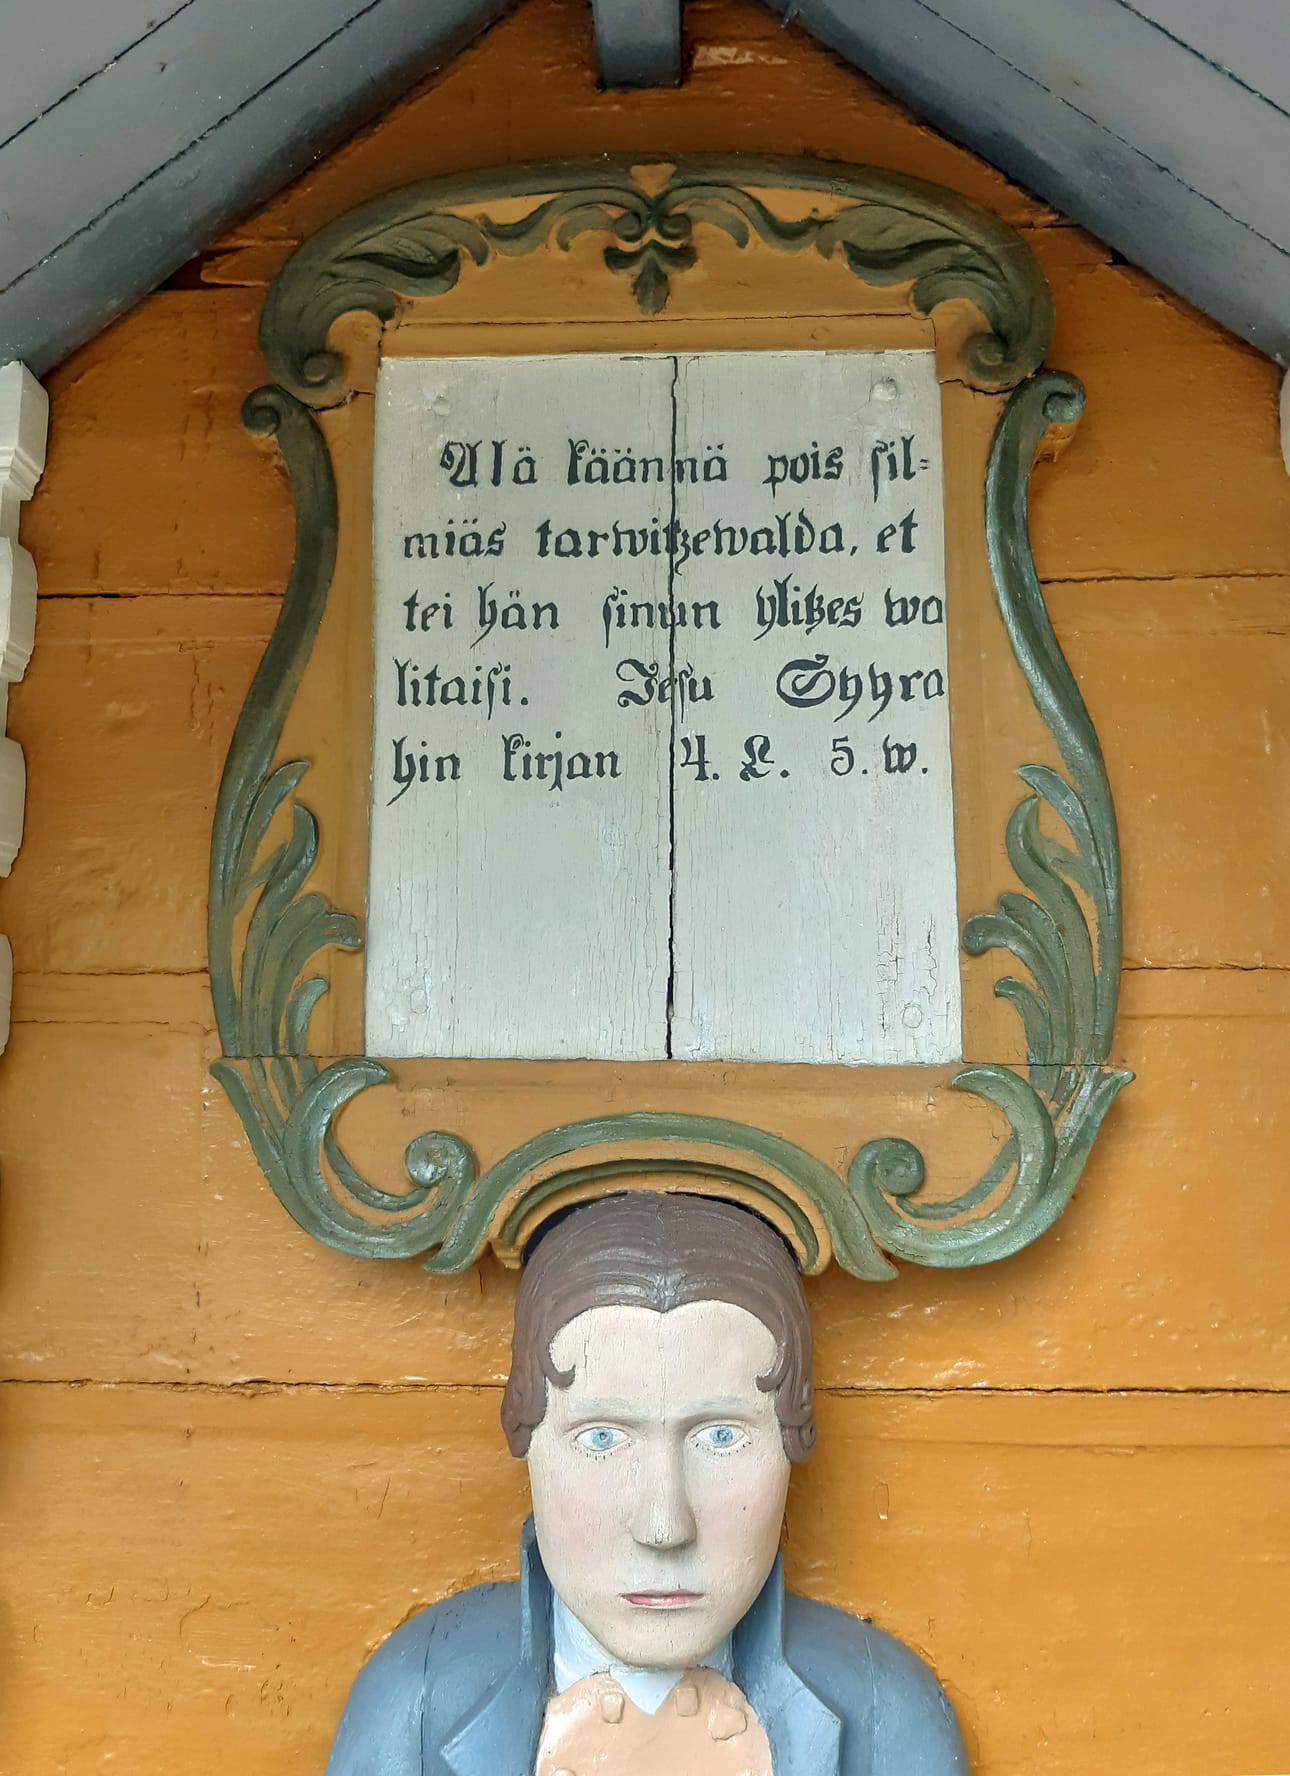 Älä käännä pois sil=
miäs tarwitzewalda, et
tei hän sinun ylitzes wa
litaisi. Jesu Syyra
hin kirjan 4. L. 5. w.